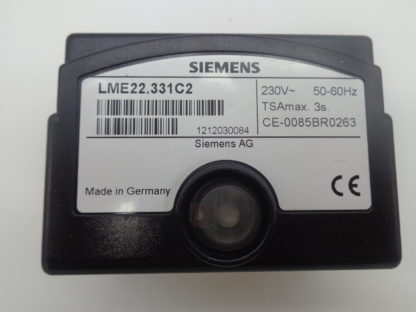 SIEMENS
LME22.331C2
1212030084
230V~ 50-60Hz
TSAmax. 3s.
CE-0085BR0263
Siemens AG
Made in Germany
CE